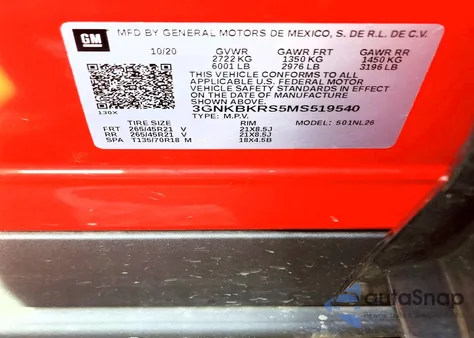 GM
MFD BY GENERAL MOTORS DE MEXICO, S. DE R.L. DE C.V.
10/20 GVWR GAWR FRT GAWR RR
2722 KG 1350 KG 1450 KG
6001 LB 2976 LB 3196 LB
THIS VEHICLE CONFORMS TO ALL
APPLICABLE U.S. FEDERAL MOTOR
VEHICLE SAFETY STANDARDS IN EFFECT
ON THE DATE OF MANUFACTURE
SHOWN ABOVE.
130X 3GNKBKRS5MS519540
TYPE: M.P.V. MODEL: 501NL26
TIRE SIZE RIM
FRT 265/45R21 V 21X8.5J
RR 265/45R21 V 21X8.5J
SPA T135/70R18 M 18X4.5B
autoSnap